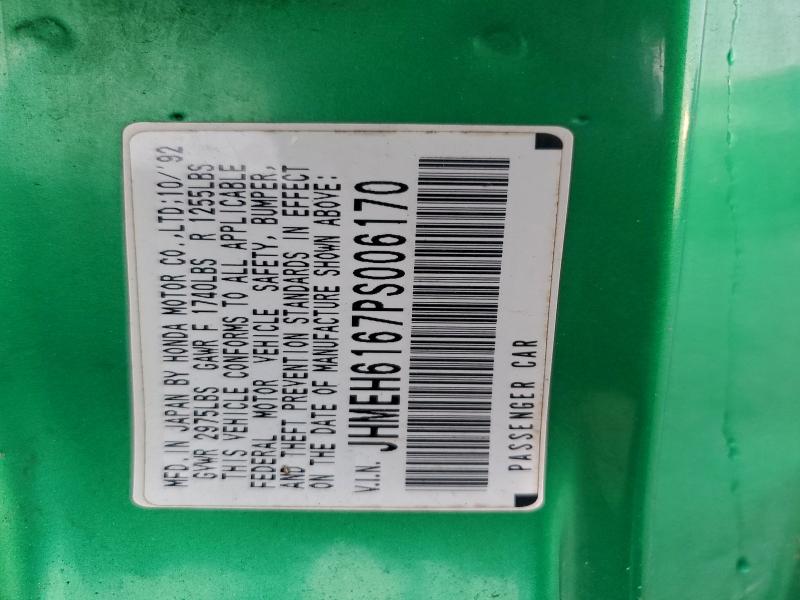 MFD. IN JAPAN BY HONDA MOTOR CO.,LTD:10/'92
GVWR 2975LBS GAWR F 1740LBS R 1255LBS
THIS VEHICLE CONFORMS TO ALL APPLICABLE
FEDERAL MOTOR VEHICLE SAFETY, BUMPER,
AND THEFT PREVENTION STANDARDS IN EFFECT
ON THE DATE OF MANUFACTURE SHOWN ABOVE:
V.I.N. JHMEH6167PS006170
PASSENGER CAR